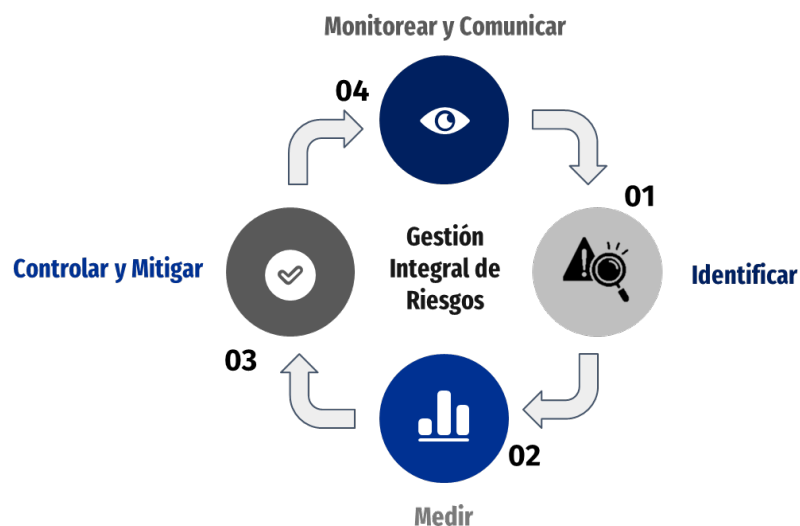 Monitorear y Comunicar
04
01
Controlar y Mitigar
Gestión
Integral de
Riesgos
Identificar
03
02
Medir